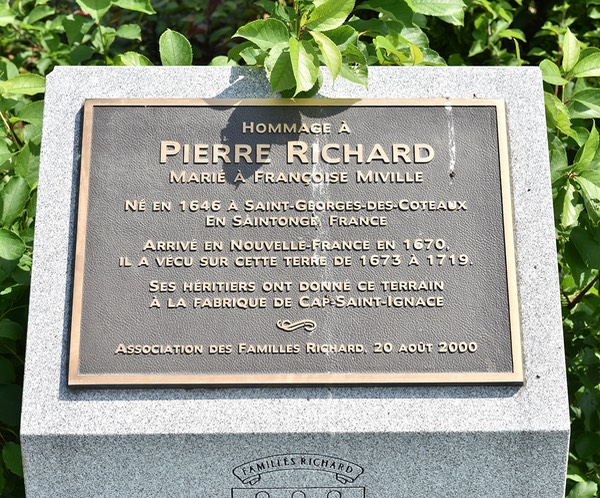 Hommage à
Pierre Richard
Marié à Françoise Miville
Né en 1646 à Saint-Georges-des-Coteaux
En Saintonge, France
Arrivé en Nouvelle-France en 1670,
il a vécu sur cette terre de 1673 à 1719.
Ses héritiers ont donné ce terrain
à la fabrique de Cap-Saint-Ignace
Association des Familles Richard, 20 août 2000
FAMILLES RICHARD